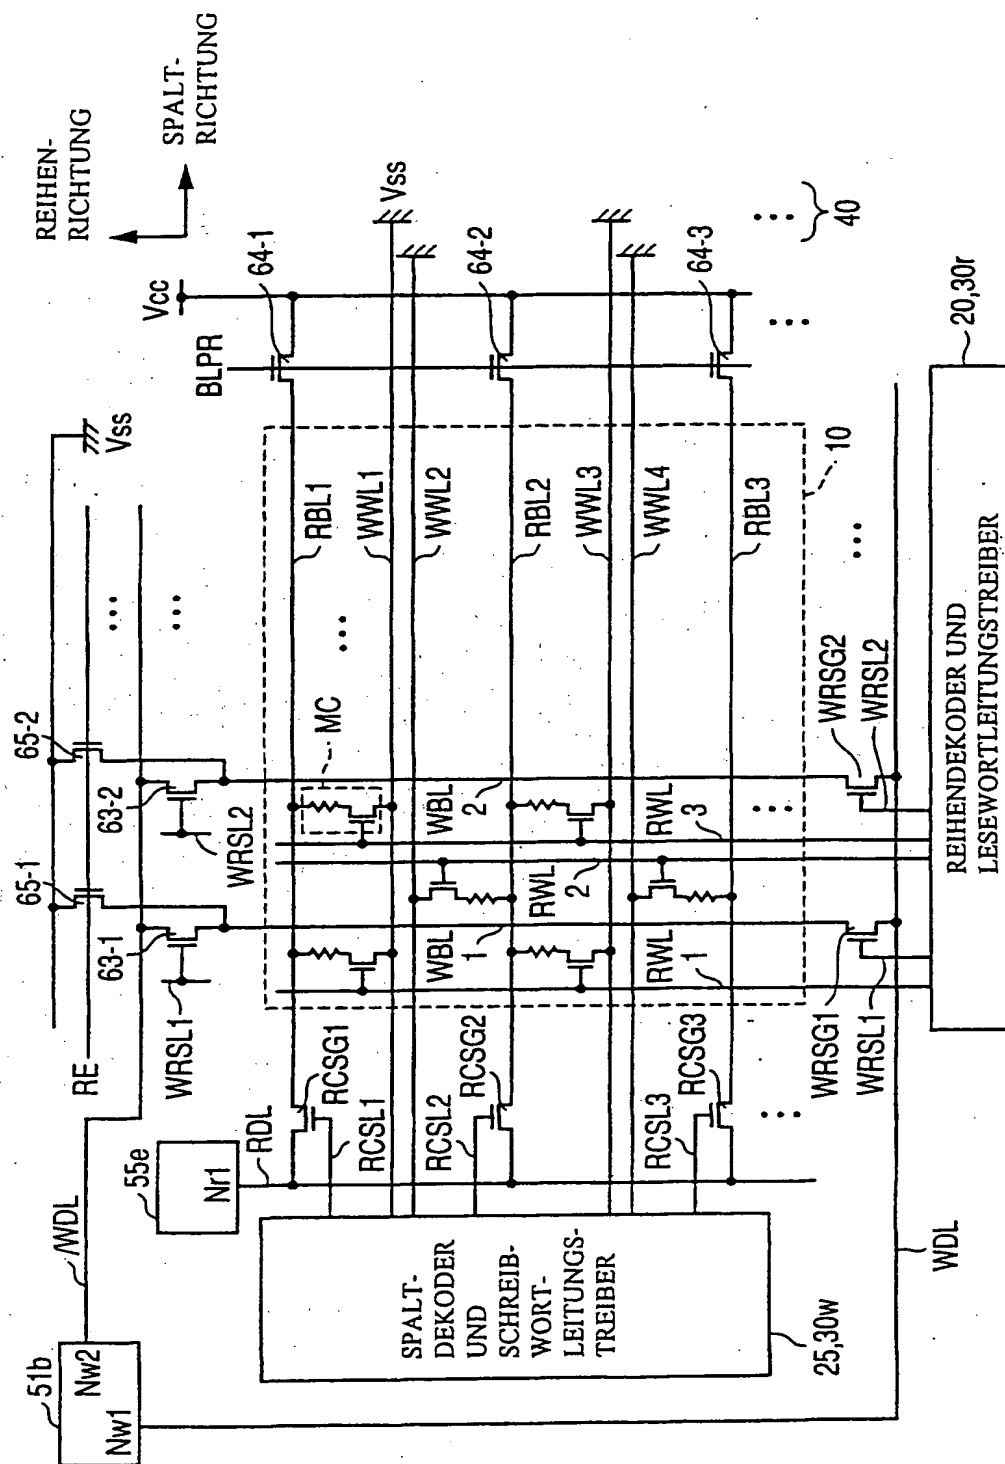 REIHEN-
RICHTUNG
SPALT-
RICHTUNG
51b
Nw2
Nw1
/WDL
55e
Nr1
RDL
RE
WRSL1
63-1
65-1
WRSL2
63-2
65-2
Vss
BLPR
Vcc
64-1
RCSG1
RCSL1
MC
RBL1
WWL1
WWL2
Vss
RCSL2
RCSG2
WBL
1
RWL
2
WBL
2
RBL2
WWL3
WWL4
64-2
RCSL3
RCSG3
RWL
1
RWL
3
RBL3
64-3
10
40
SPALT-
DEKODER
UND
SCHREIB-
WORT-
LEITUNGS-
TREIBER
25,30w
WDL
WRSG1
WRSL1
WRSG2
WRSL2
REIHENDEKODER UND
LESEWORTLEITUNGSTREIBER
20,30r